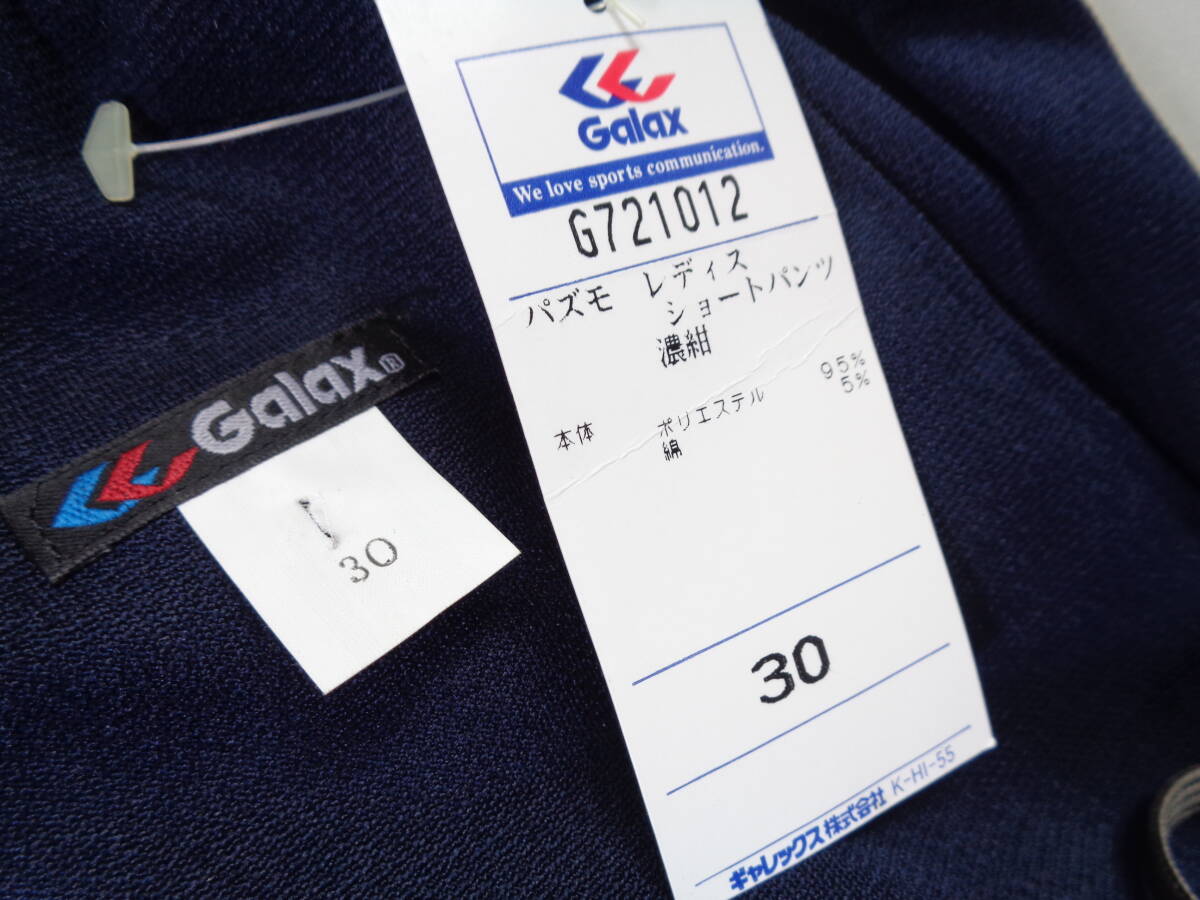 Galax
We love sports communication.
G721012
パズモ レディス
ショートパンツ
濃紺
本体 ポリエステル 95%
綿 5%
30
ギャレックス株式会社 K-HI-55
Galax®
30